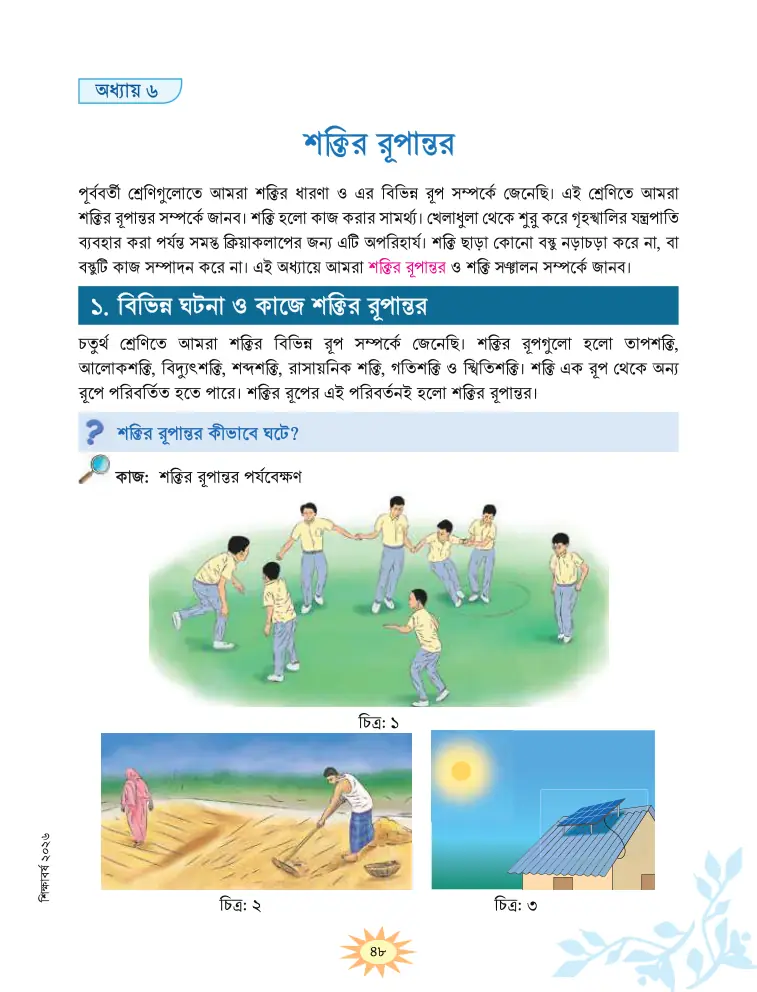 অধ্যায় ৬
শক্তির রূপান্তর
পূর্ববর্তী শ্রেণিগুলোতে আমরা শক্তির ধারণা ও এর বিভিন্ন রূপ সম্পর্কে জেনেছি। এই শ্রেণিতে আমরা
শক্তির রূপান্তর সম্পর্কে জানব। শক্তি হলো কাজ করার সামর্থ্য। খেলাধুলা থেকে শুরু করে গৃহস্থালির যন্ত্রপাতি
ব্যবহার করা পর্যন্ত সমস্ত ক্রিয়াকলাপের জন্য এটি অপরিহার্য। শক্তি ছাড়া কোনো বস্তু নড়াচড়া করে না, বা
বস্তুটি কাজ সম্পাদন করে না। এই অধ্যায়ে আমরা শক্তির রূপান্তর ও শক্তি সঞ্চালন সম্পর্কে জানব।
১. বিভিন্ন ঘটনা ও কাজে শক্তির রূপান্তর
চতুর্থ শ্রেণিতে আমরা শক্তির বিভিন্ন রূপ সম্পর্কে জেনেছি। শক্তির রূপগুলো হলো তাপশক্তি,
আলোকশক্তি, বিদ্যুৎশক্তি, শব্দশক্তি, রাসায়নিক শক্তি, গতিশক্তি ও স্থিতিশক্তি। শক্তি এক রূপ থেকে অন্য
রূপে পরিবর্তিত হতে পারে। শক্তির রূপের এই পরিবর্তনই হলো শক্তির রূপান্তর।
? শক্তির রূপান্তর কীভাবে ঘটে?
কাজ: শক্তির রূপান্তর পর্যবেক্ষণ
চিত্র: ১
চিত্র: ২
চিত্র: ৩
শিক্ষাবর্ষ ২০২৬
৪৮